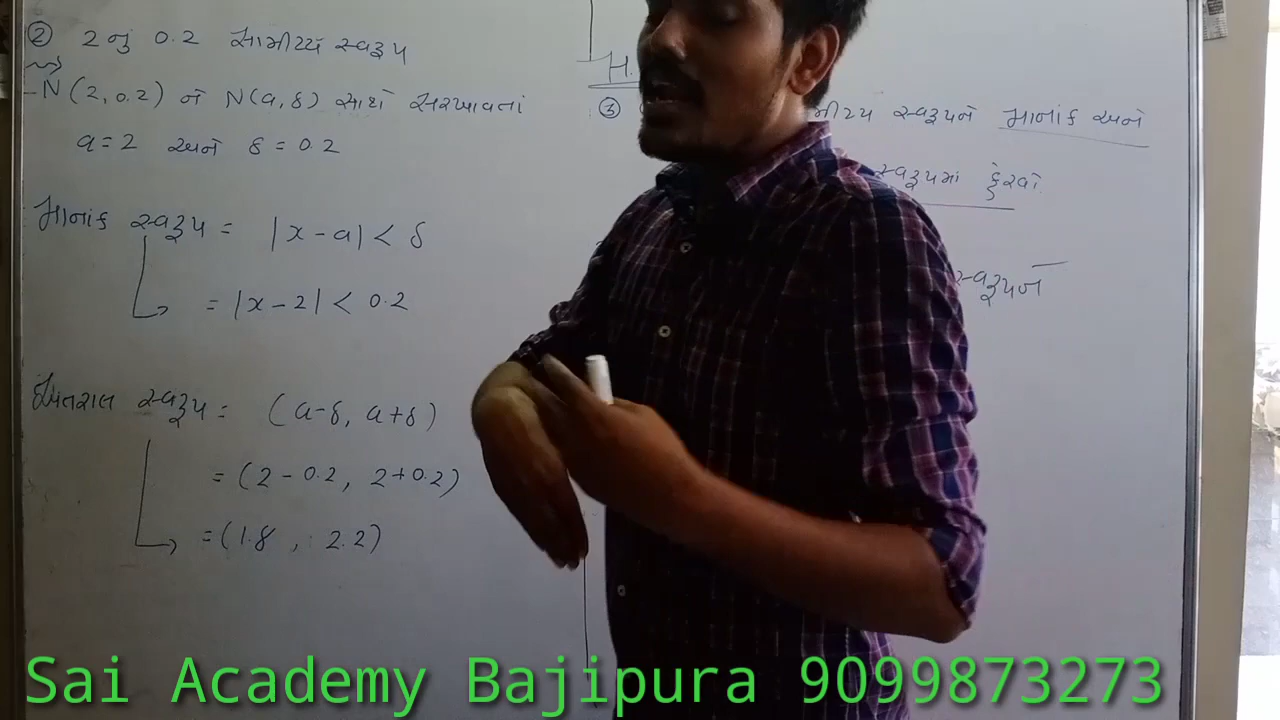 ② 2નું 0.2 સામીપ્ય સ્વરૂપ
→ N(2, 0.2) ને N(a, δ) સાથે સરખાવતાં
a = 2 અને δ = 0.2
માનાંક સ્વરૂપ = |x - a| < δ
= |x - 2| < 0.2
અંતરાલ સ્વરૂપ = (a-δ, a+δ)
= (2 - 0.2, 2+0.2)
= (1.8 , 2.2)
H.
③ મીપ્ય સ્વરૂપને માનાંક અને
સ્વરૂપમાં ફેરવો.
સ્વરૂપને
Sai Academy Bajipura 9099873273